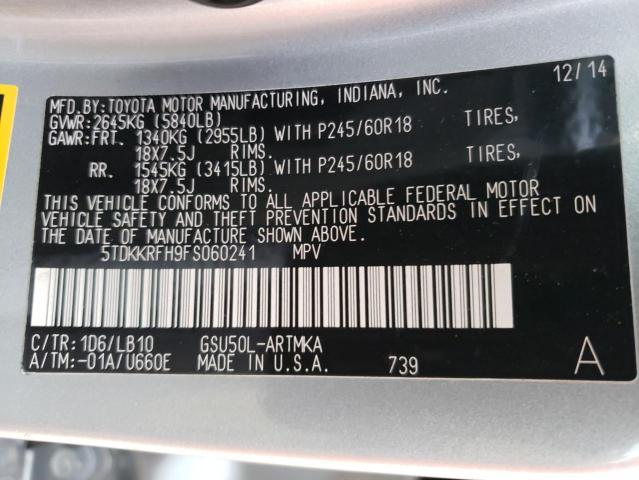 12/14
MFD.BY:TOYOTA MOTOR MANUFACTURING, INDIANA, INC.
GVWR:2645KG (5840LB)
GAWR:FRT. 1340KG (2955LB) WITH P245/60R18 TIRES,
18X7.5J RIMS.
RR. 1545KG (3415LB) WITH P245/60R18 TIRES,
18X7.5J RIMS.
THIS VEHICLE CONFORMS TO ALL APPLICABLE FEDERAL MOTOR
VEHICLE SAFETY AND THEFT PREVENTION STANDARDS IN EFFECT ON
THE DATE OF MANUFACTURE SHOWN ABOVE.
5TDKKRFH9FS060241 MPV
C/TR:1D6/LB10 GSU50L-ARTMKA
A/TM:-01A/U660E MADE IN U.S.A. 739 A